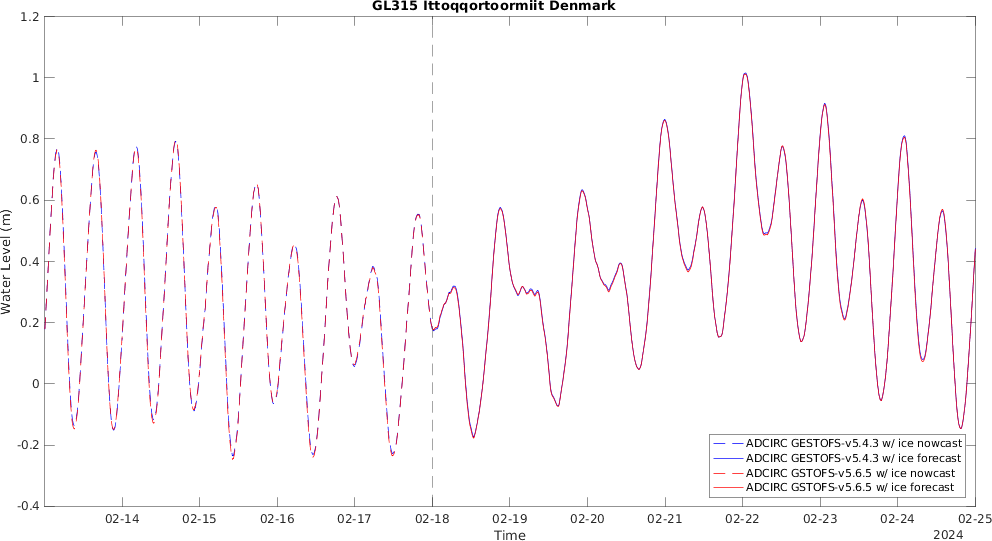 GL315 Ittoqqortoormiit Denmark
1.2
1
0.8
0.6
0.4
0.2
0
-0.2
-0.4
Water Level (m)
ADCIRC GESTOFS-v5.4.3 w/ ice nowcast
ADCIRC GESTOFS-v5.4.3 w/ ice forecast
ADCIRC GSTOFS-v5.6.5 w/ ice nowcast
ADCIRC GSTOFS-v5.6.5 w/ ice forecast
02-14 02-15 02-16 02-17 02-18 02-19 02-20 02-21 02-22 02-23 02-24 02-25
Time
2024